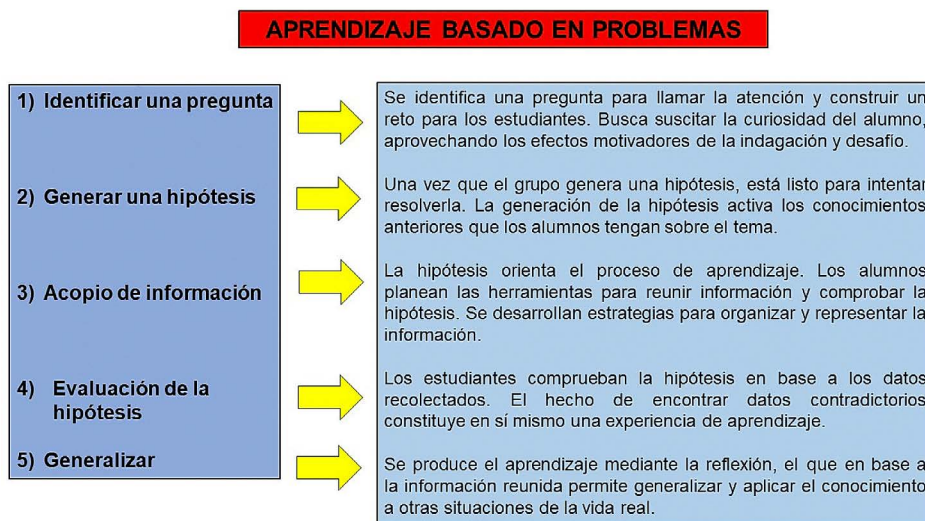 APRENDIZAJE BASADO EN PROBLEMAS
1) Identificar una pregunta
Se identifica una pregunta para llamar la atención y construir un
reto para los estudiantes. Busca suscitar la curiosidad del alumno,
aprovechando los efectos motivadores de la indagación y desafío.
2) Generar una hipótesis
Una vez que el grupo genera una hipótesis, está listo para intentar
resolverla. La generación de la hipótesis activa los conocimientos
anteriores que los alumnos tengan sobre el tema.
3) Acopio de información
La hipótesis orienta el proceso de aprendizaje. Los alumnos
planean las herramientas para reunir información y comprobar la
hipótesis. Se desarrollan estrategias para organizar y representar la
información.
4) Evaluación de la
hipótesis
Los estudiantes comprueban la hipótesis en base a los datos
recolectados. El hecho de encontrar datos contradictorios
constituye en sí mismo una experiencia de aprendizaje.
5) Generalizar
Se produce el aprendizaje mediante la reflexión, el que en base a
la información reunida permite generalizar y aplicar el conocimiento
a otras situaciones de la vida real.